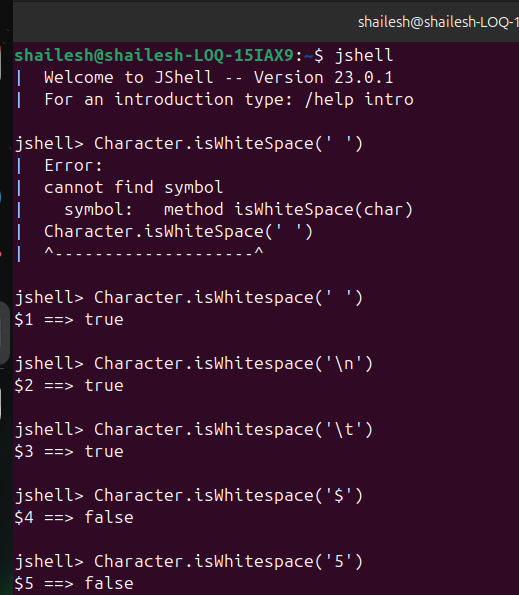 shailesh@shailesh-LOQ-1
shailesh@shailesh-LOQ-15IAX9:~$ jshell
|  Welcome to JShell -- Version 23.0.1
|  For an introduction type: /help intro
jshell> Character.isWhiteSpace(' ')
|  Error:
|  cannot find symbol
|    symbol:   method isWhiteSpace(char)
|  Character.isWhiteSpace(' ')
|  ^--------------------^
jshell> Character.isWhitespace(' ')
$1 ==> true
jshell> Character.isWhitespace('\n')
$2 ==> true
jshell> Character.isWhitespace('\t')
$3 ==> true
jshell> Character.isWhitespace('$')
$4 ==> false
jshell> Character.isWhitespace('5')
$5 ==> false